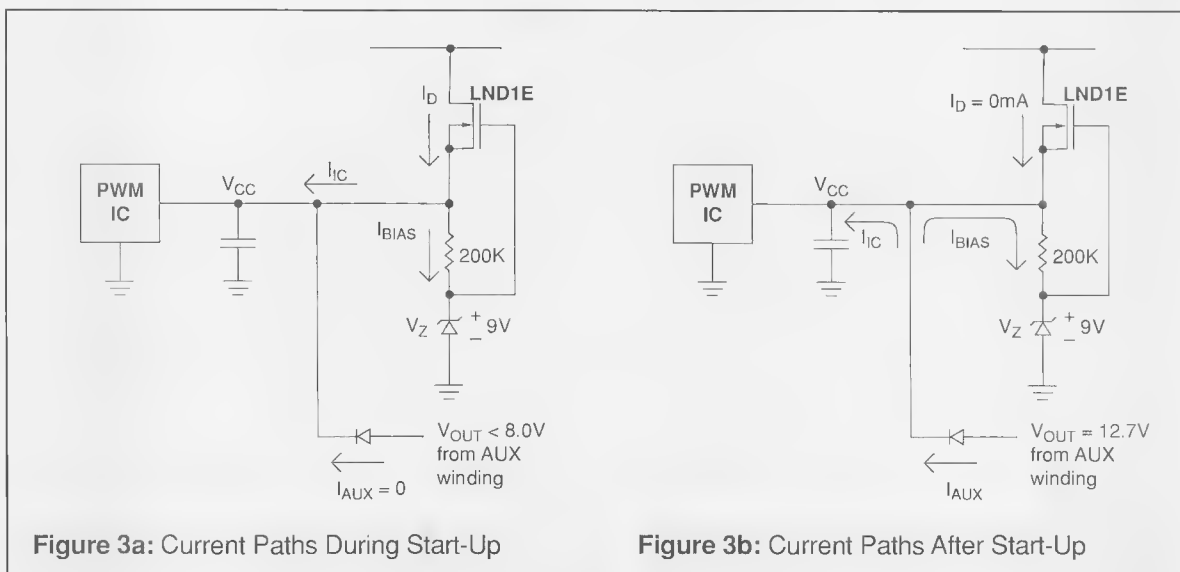 I_D
LND1E
I_IC
V_CC
PWM
IC
I_BIAS
200K
V_Z
+
–
9V
V_OUT < 8.0V
from AUX
winding
I_AUX = 0
Figure 3a: Current Paths During Start-Up
I_D = 0mA
LND1E
V_CC
PWM
IC
I_IC
I_BIAS
200K
V_Z
+
–
9V
V_OUT = 12.7V
from AUX
winding
I_AUX
Figure 3b: Current Paths After Start-Up